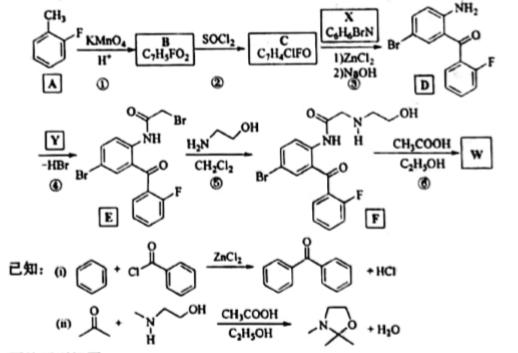 CH₃
F
A
KMnO₄
H⁺
①
B
C₇H₅FO₂
SOCl₂
②
C
C₇H₄ClFO
X
C₆H₆BrN
1)ZnCl₂
2)NaOH
③
NH₂
Br
O
F
D
Y
-HBr
④
O
Br
NH
Br
O
F
E
H₂N
OH
CH₂Cl₂
⑤
O
N
H
OH
NH
Br
O
F
F
CH₃COOH
C₂H₅OH
⑥
W
已知: (i) + Cl O ZnCl₂ O + HCl
(ii) O + N H OH CH₃COOH C₂H₅OH N O + H₂O